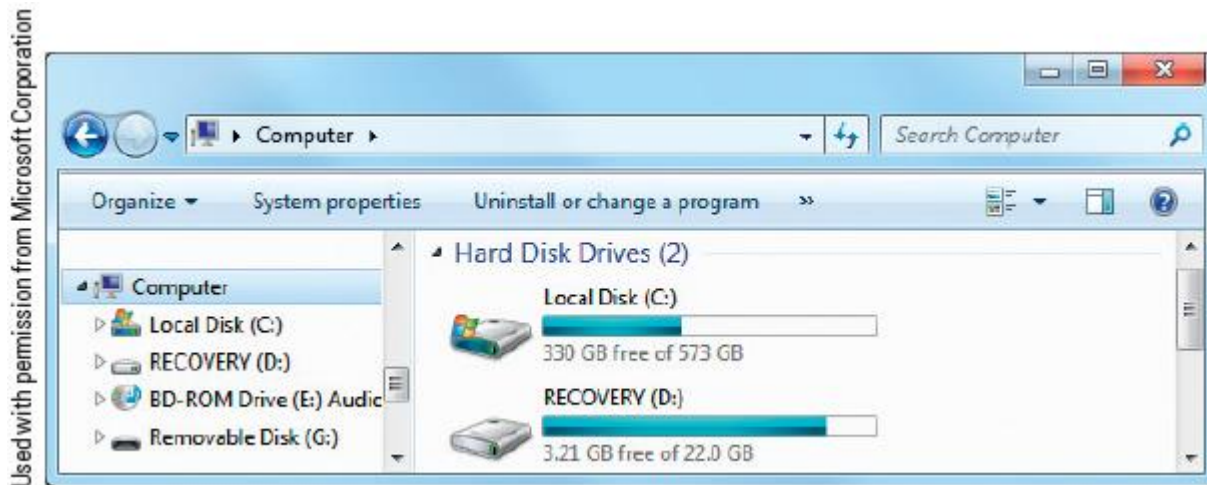 Used with permission from Microsoft Corporation
Computer
Search Computer
Organize
System properties
Uninstall or change a program
Computer
Local Disk (C:)
RECOVERY (D:)
BD-ROM Drive (E:) Audic
Removable Disk (G:)
Hard Disk Drives (2)
Local Disk (C:)
330 GB free of 573 GB
RECOVERY (D:)
3.21 GB free of 22.0 GB